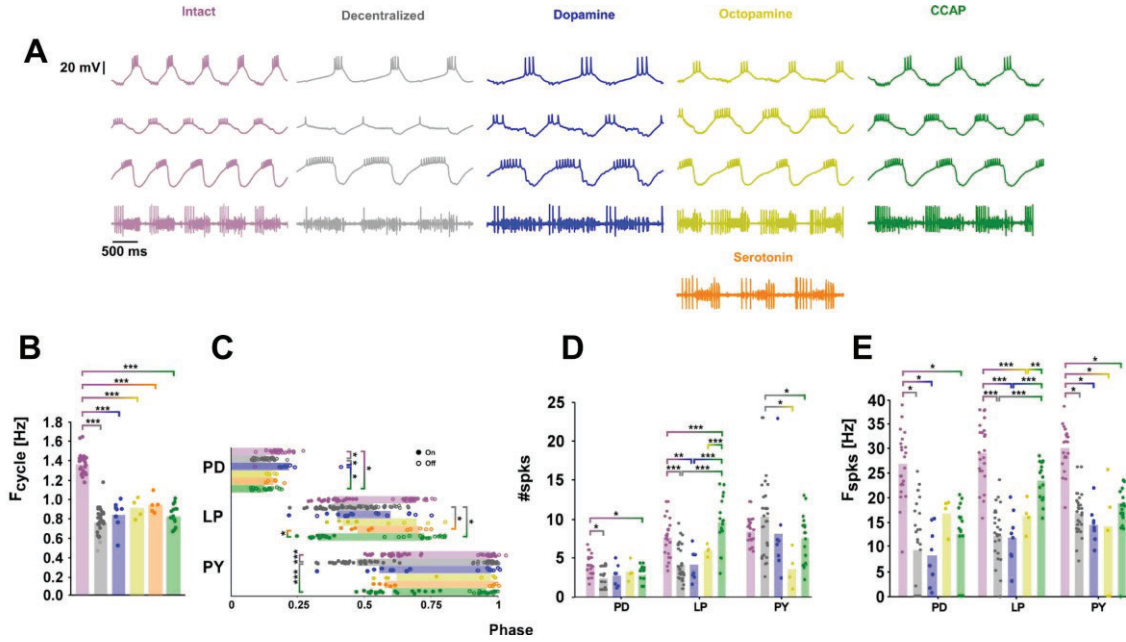 Intact
Decentralized
Dopamine
Octopamine
CCAP
A
20 mV
500 ms
Serotonin
B
Fcycle [Hz]
1.8
1.6
1.4
1.2
1.0
0.8
0.6
0.4
0.2
0.0
***
***
***
***
***
C
PD
LP
PY
On
Off
*
*
*
*
*
*
*
***
***
0
0.25
0.5
0.75
1
Phase
D
#spks
25
20
15
10
5
0
*
*
***
***
** ***
*** ***
*
*
PD
LP
PY
E
Fspks [Hz]
40
35
30
25
20
15
10
5
0
*
*
*
*** **
*** ***
*** ***
*
*
*
*
PD
LP
PY